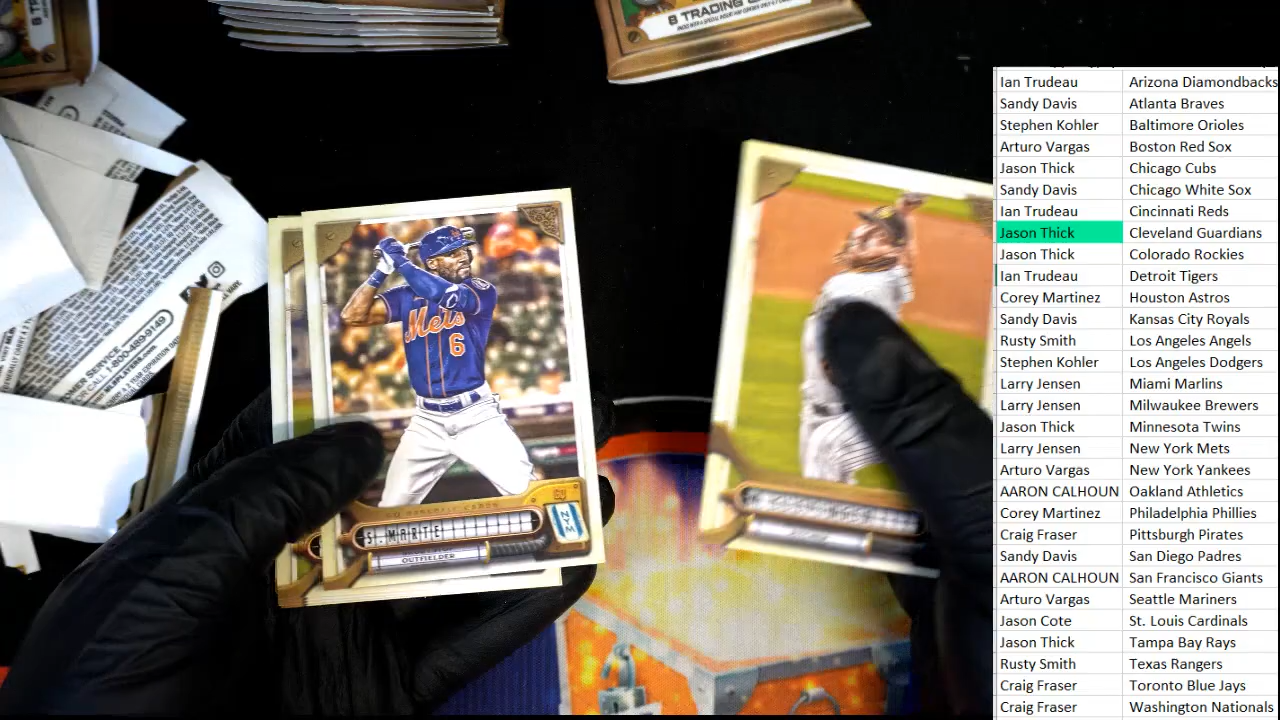 8 TRADING
Ian Trudeau Arizona Diamondbacks
Sandy Davis Atlanta Braves
Stephen Kohler Baltimore Orioles
Arturo Vargas Boston Red Sox
Jason Thick Chicago Cubs
Sandy Davis Chicago White Sox
Ian Trudeau Cincinnati Reds
Jason Thick Cleveland Guardians
Jason Thick Colorado Rockies
Ian Trudeau Detroit Tigers
Corey Martinez Houston Astros
Sandy Davis Kansas City Royals
Rusty Smith Los Angeles Angels
Stephen Kohler Los Angeles Dodgers
Larry Jensen Miami Marlins
Larry Jensen Milwaukee Brewers
Jason Thick Minnesota Twins
Larry Jensen New York Mets
Arturo Vargas New York Yankees
AARON CALHOUN Oakland Athletics
Corey Martinez Philadelphia Phillies
Craig Fraser Pittsburgh Pirates
Sandy Davis San Diego Padres
AARON CALHOUN San Francisco Giants
Arturo Vargas Seattle Mariners
Jason Cote St. Louis Cardinals
Jason Thick Tampa Bay Rays
Rusty Smith Texas Rangers
Craig Fraser Toronto Blue Jays
Craig Fraser Washington Nationals
Mets
6
S. MARTE
OUTFIELDER
NYM
CALL 1-800-489-9149